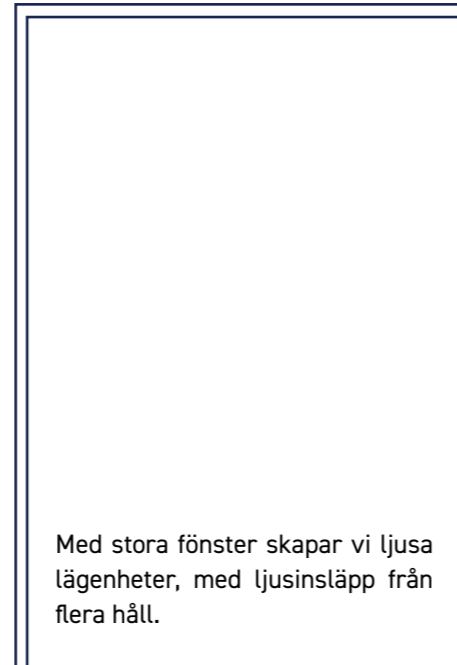 Med stora fönster skapar vi ljusa
lägenheter, med ljusinsläpp från
flera håll.